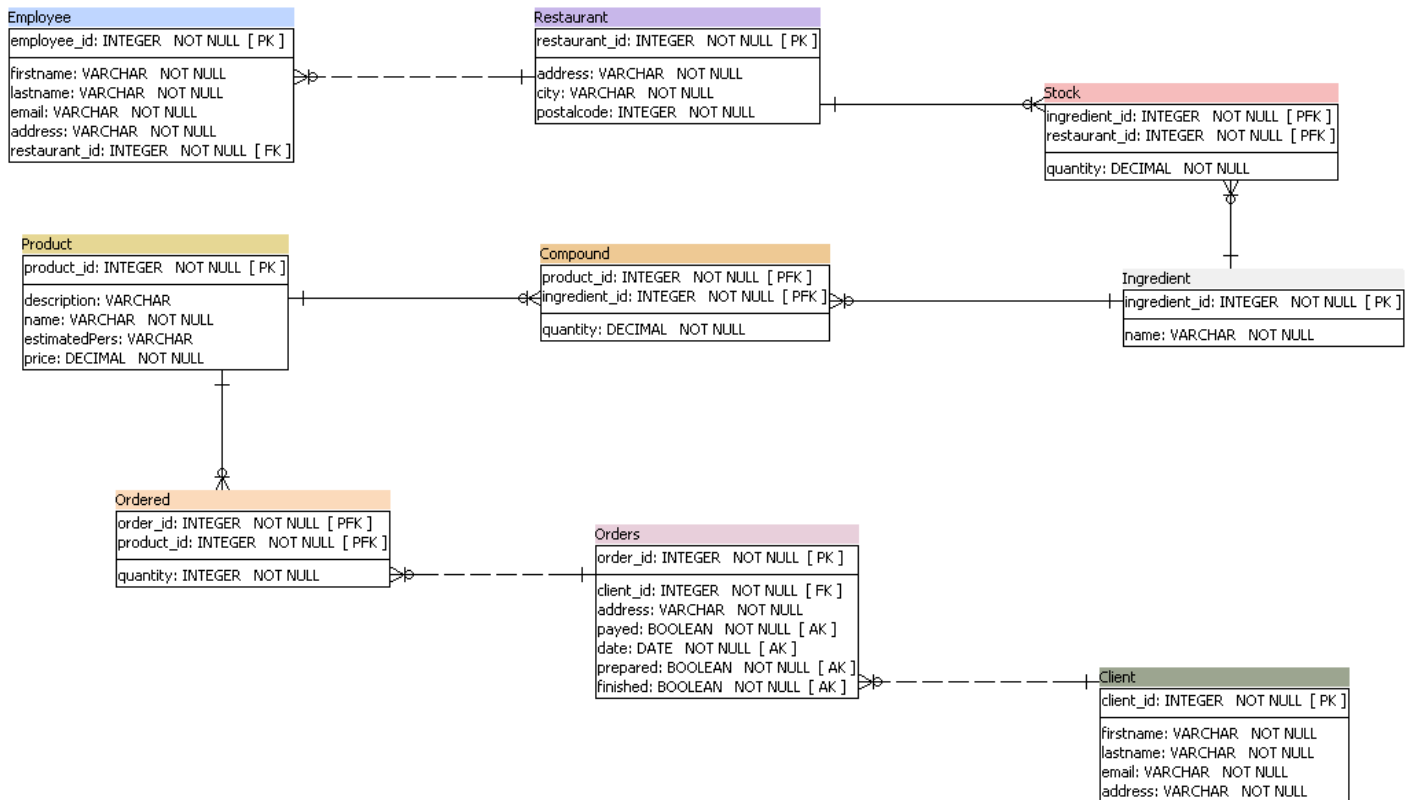 Employee
employee_id: INTEGER NOT NULL [ PK ]
firstname: VARCHAR NOT NULL
lastname: VARCHAR NOT NULL
email: VARCHAR NOT NULL
address: VARCHAR NOT NULL
restaurant_id: INTEGER NOT NULL [ FK ]
Restaurant
restaurant_id: INTEGER NOT NULL [ PK ]
address: VARCHAR NOT NULL
city: VARCHAR NOT NULL
postalcode: INTEGER NOT NULL
Stock
ingredient_id: INTEGER NOT NULL [ PFK ]
restaurant_id: INTEGER NOT NULL [ PFK ]
quantity: DECIMAL NOT NULL
Product
product_id: INTEGER NOT NULL [ PK ]
description: VARCHAR
name: VARCHAR NOT NULL
estimatedPers: VARCHAR
price: DECIMAL NOT NULL
Compound
product_id: INTEGER NOT NULL [ PFK ]
ingredient_id: INTEGER NOT NULL [ PFK ]
quantity: DECIMAL NOT NULL
Ingredient
ingredient_id: INTEGER NOT NULL [ PK ]
name: VARCHAR NOT NULL
Ordered
order_id: INTEGER NOT NULL [ PFK ]
product_id: INTEGER NOT NULL [ PFK ]
quantity: INTEGER NOT NULL
Orders
order_id: INTEGER NOT NULL [ PK ]
client_id: INTEGER NOT NULL [ FK ]
address: VARCHAR NOT NULL
payed: BOOLEAN NOT NULL [ AK ]
date: DATE NOT NULL [ AK ]
prepared: BOOLEAN NOT NULL [ AK ]
finished: BOOLEAN NOT NULL [ AK ]
Client
client_id: INTEGER NOT NULL [ PK ]
firstname: VARCHAR NOT NULL
lastname: VARCHAR NOT NULL
email: VARCHAR NOT NULL
address: VARCHAR NOT NULL